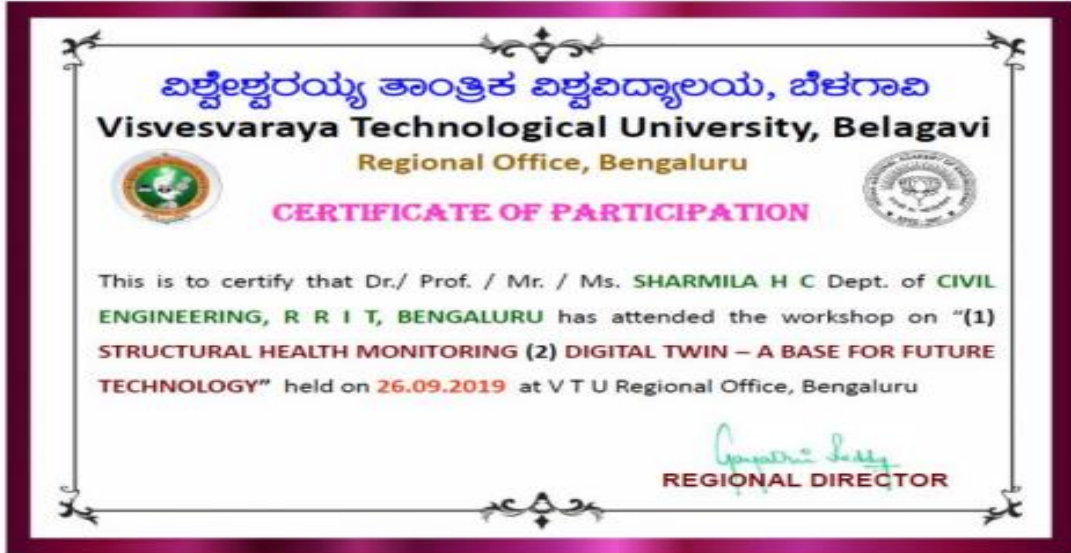 ವಿಶ್ವೇಶ್ವರಯ್ಯ ತಾಂತ್ರಿಕ ವಿಶ್ವವಿದ್ಯಾಲಯ, ಬೆಳಗಾವಿ
Visvesvaraya Technological University, Belagavi
Regional Office, Bengaluru
CERTIFICATE OF PARTICIPATION
This is to certify that Dr./ Prof. / Mr. / Ms. SHARMILA H C Dept. of CIVIL
ENGINEERING, R R I T, BENGALURU has attended the workshop on “(1)
STRUCTURAL HEALTH MONITORING (2) DIGITAL TWIN – A BASE FOR FUTURE
TECHNOLOGY” held on 26.09.2019 at V T U Regional Office, Bengaluru
Gayathri Reddy
REGIONAL DIRECTOR